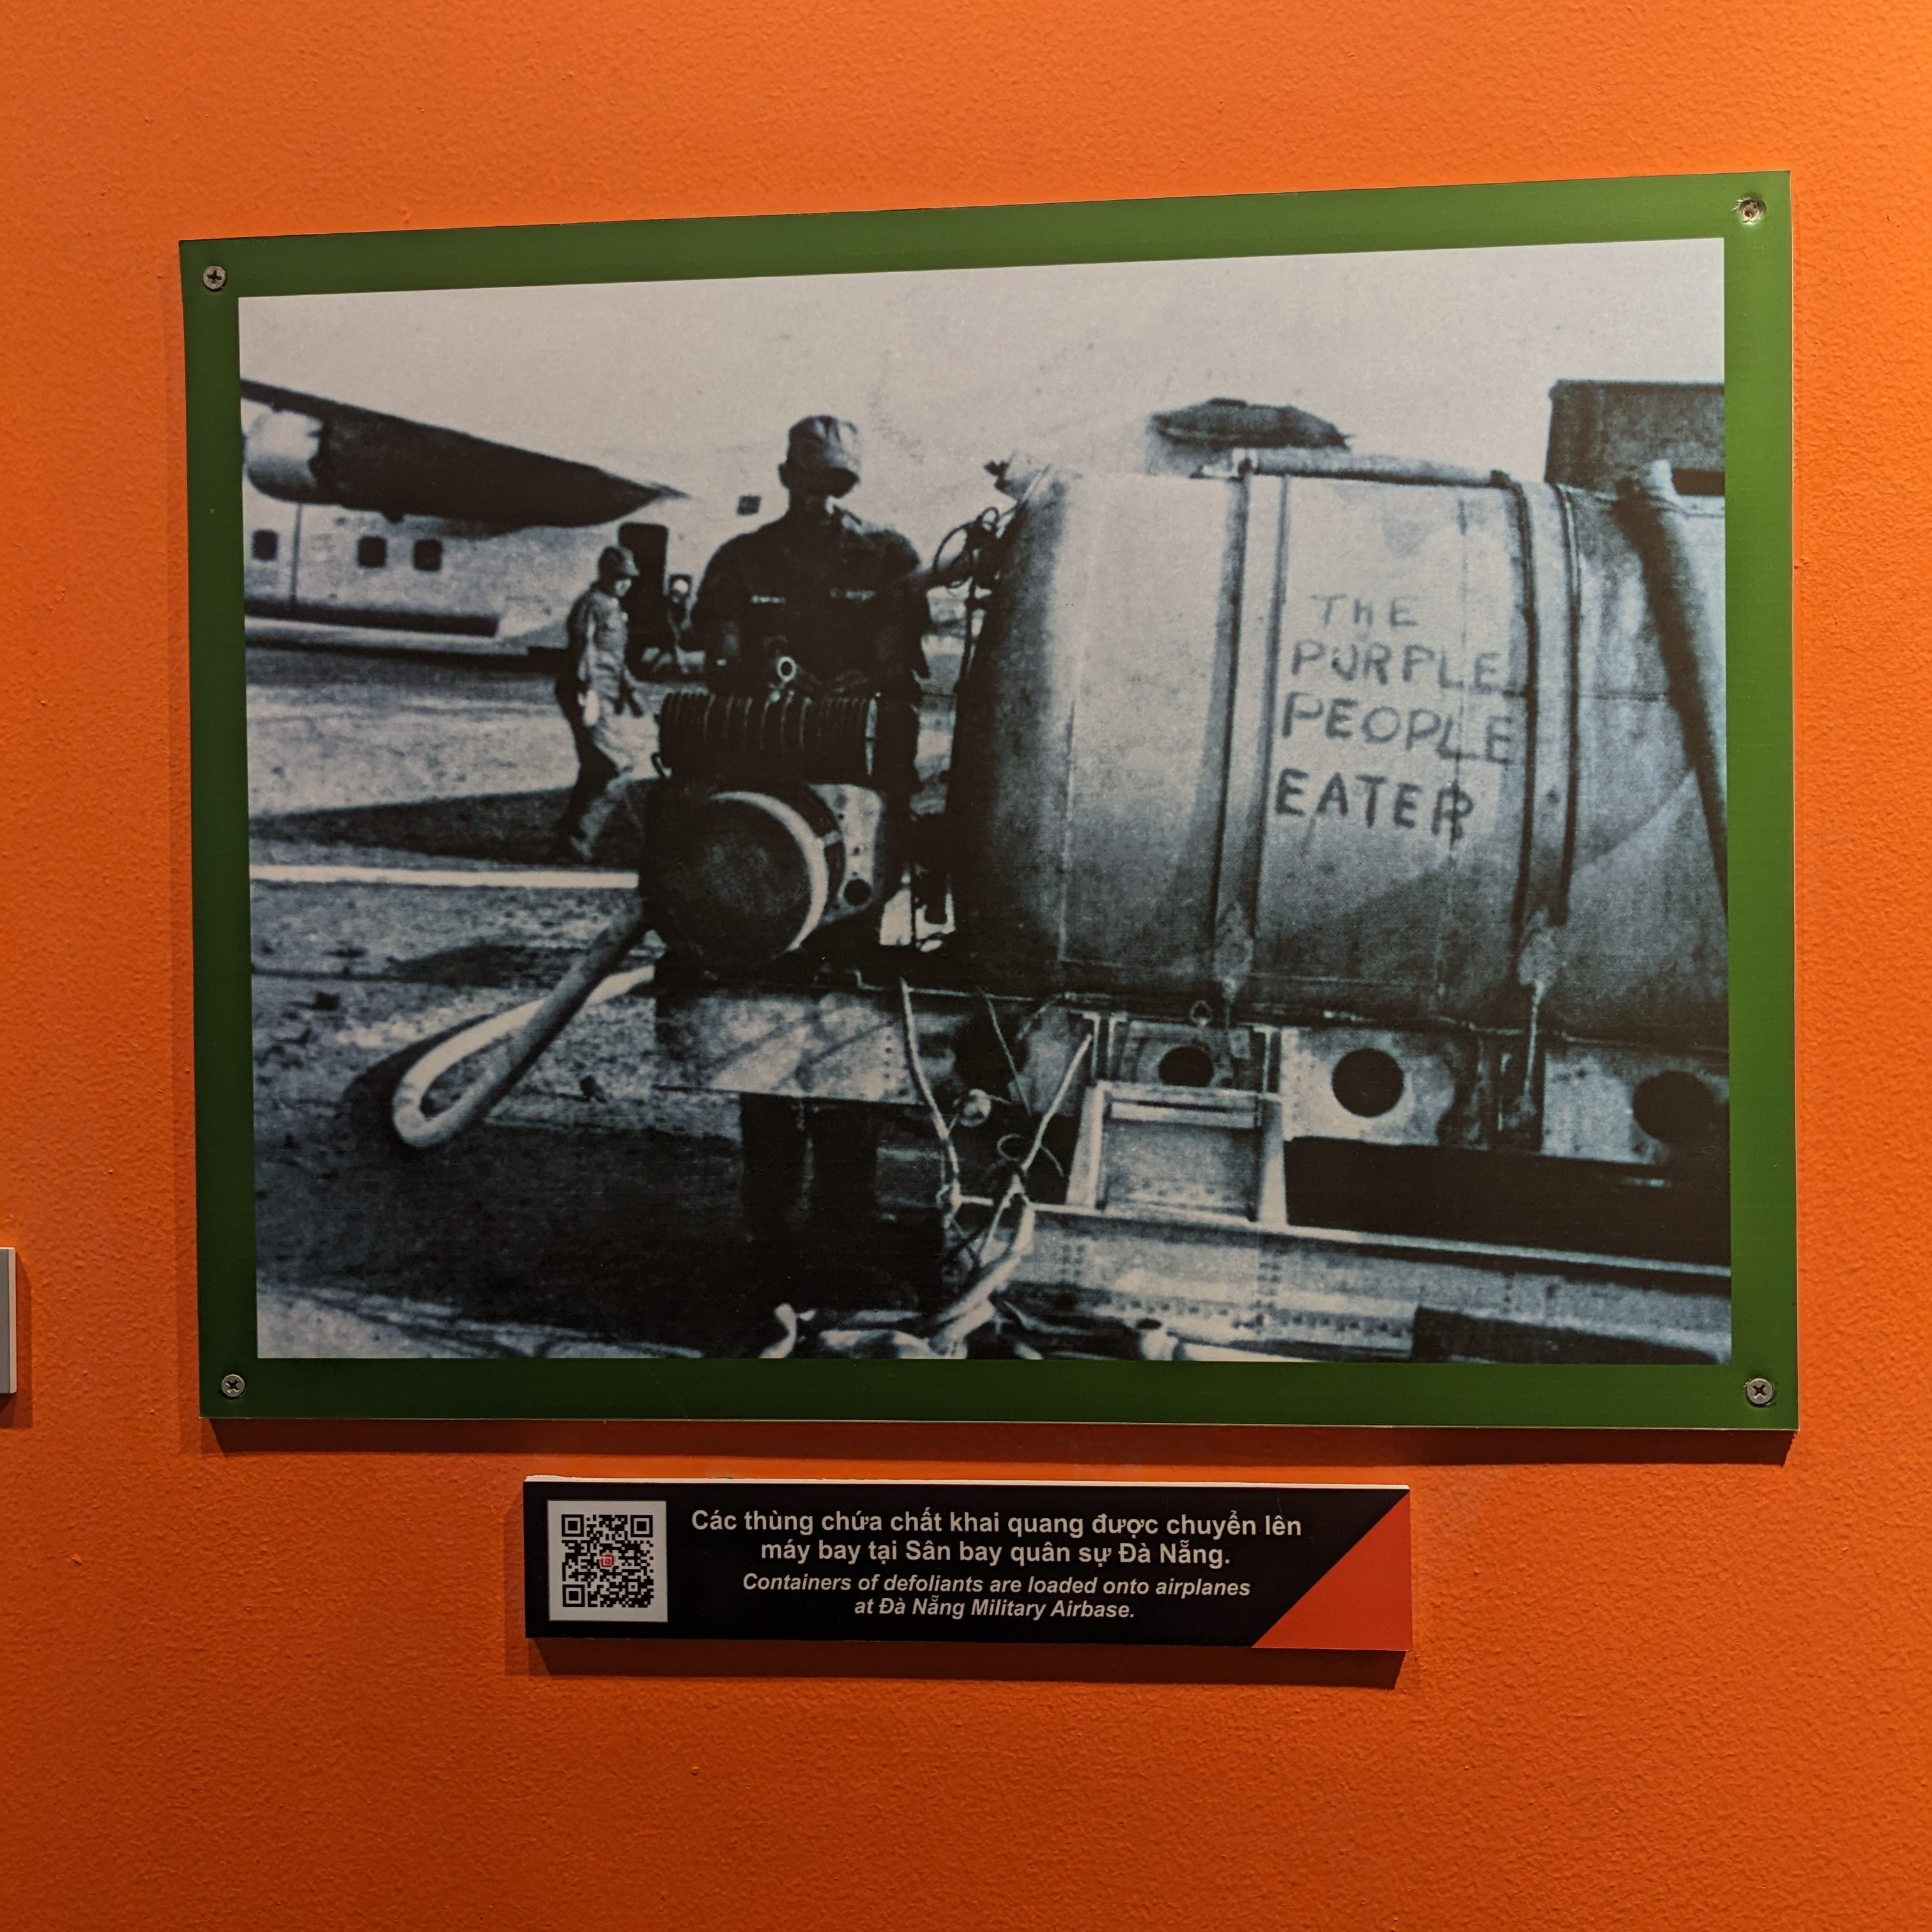 THE
PURPLE
PEOPLE
EATER
Các thùng chứa chất khai quang được chuyển lên
máy bay tại Sân bay quân sự Đà Nẵng.
Containers of defoliants are loaded onto airplanes
at Đà Nẵng Military Airbase.